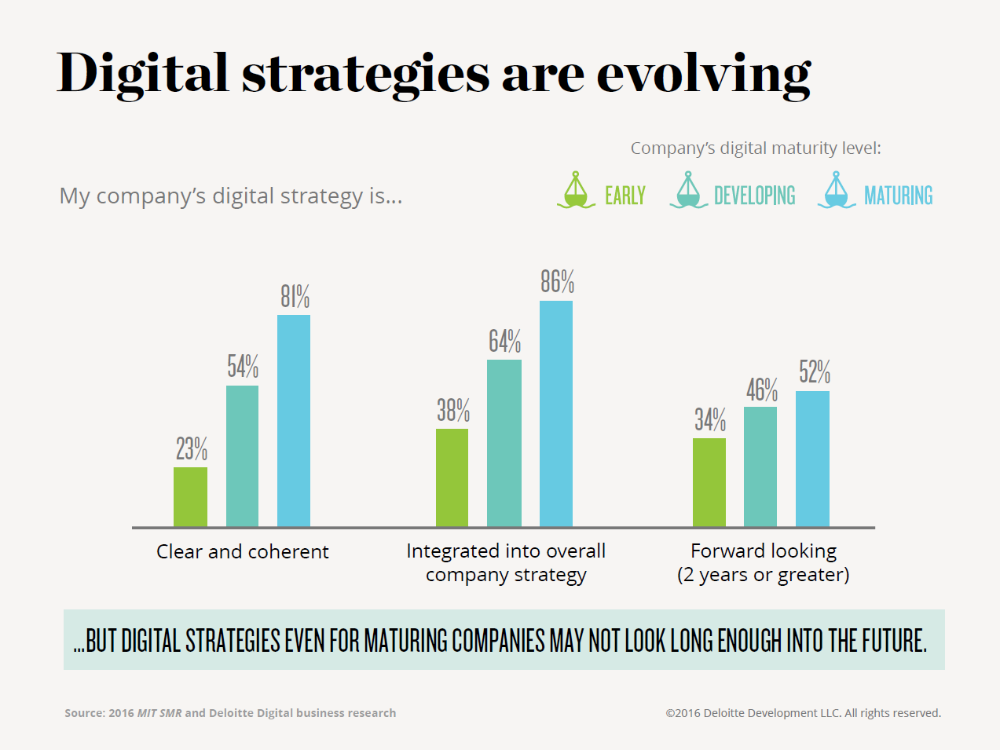 Digital strategies are evolving
Company's digital maturity level:
My company's digital strategy is...
EARLY
DEVELOPING
MATURING
23%
54%
81%
38%
64%
86%
34%
46%
52%
Clear and coherent
Integrated into overall
company strategy
Forward looking
(2 years or greater)
...BUT DIGITAL STRATEGIES EVEN FOR MATURING COMPANIES MAY NOT LOOK LONG ENOUGH INTO THE FUTURE.
Source: 2016 MIT SMR and Deloitte Digital business research
©2016 Deloitte Development LLC. All rights reserved.